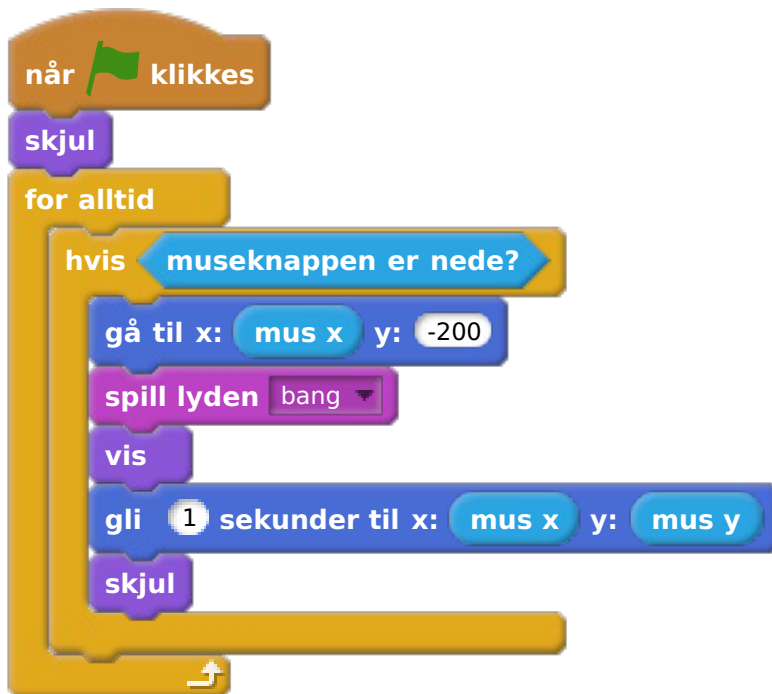 når klikkes
skjul
for alltid
hvis museknappen er nede?
gå til x: mus x y: -200
spill lyden bang
vis
gli 1 sekunder til x: mus x y: mus y
skjul